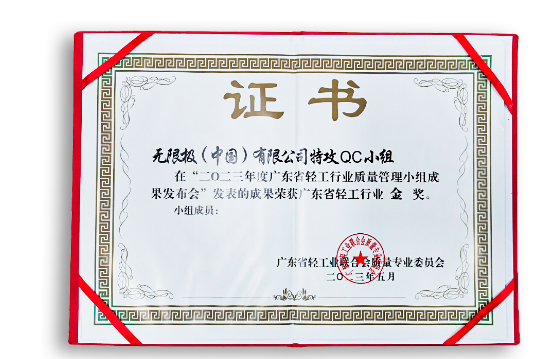 证书
无限极（中国）有限公司特攻QC小组
在“二〇二三年度广东省轻工行业质量管理小组成
果发布会”发表的成果荣获广东省轻工行业 金 奖。
小组成员：
广东省轻工业联合会质量专业委员会
二〇二三年五月